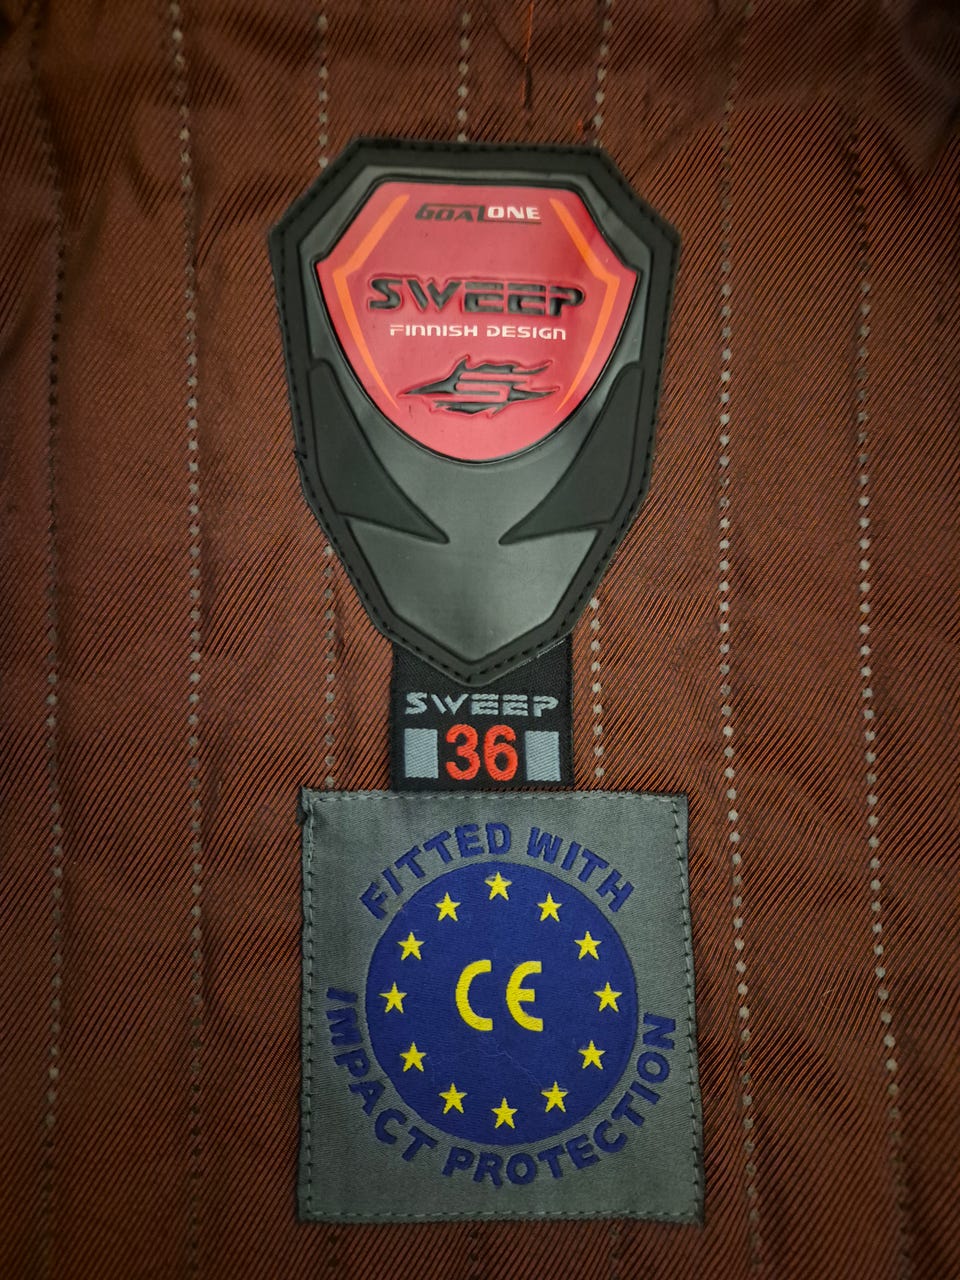 GOALONE
SWEEP
FINNISH DESIGN
S
SWEEP
36
FITTED WITH
CE
IMPACT PROTECTION